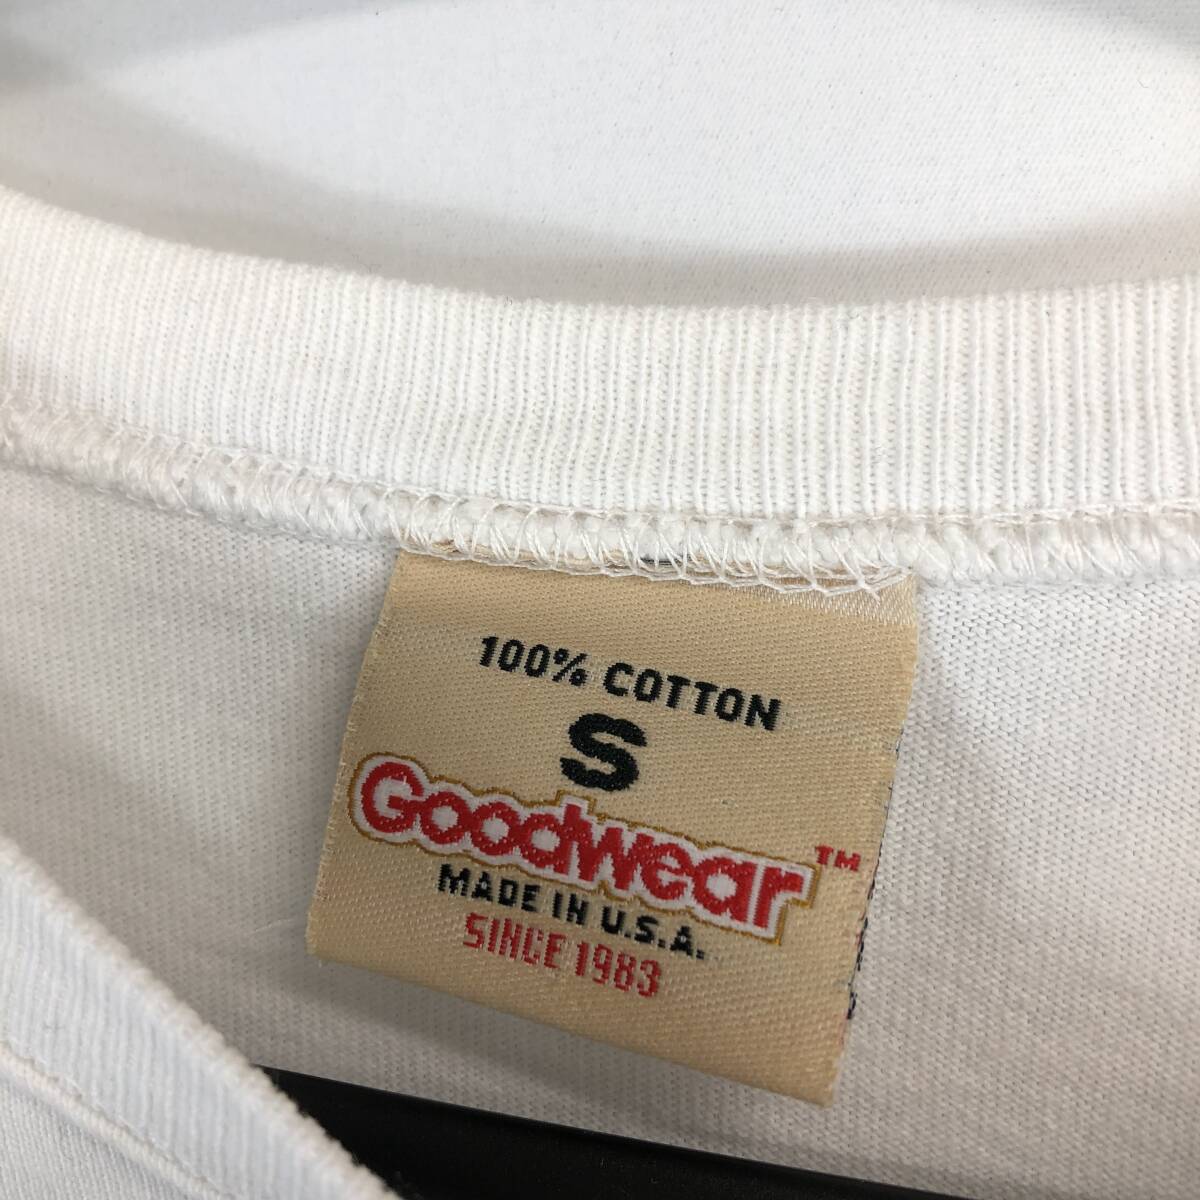 100% COTTON
S
Goodwear™
MADE IN U.S.A.
SINCE 1983